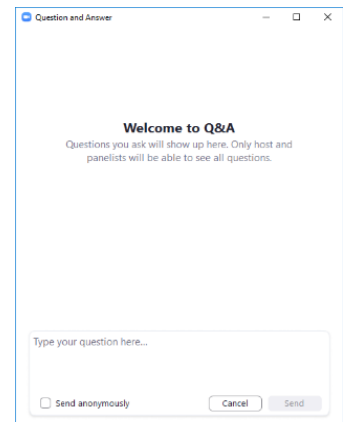 Question and Answer
Welcome to Q&A
Questions you ask will show up here. Only host and
panelists will be able to see all questions.
Type your question here...
Send anonymously
Cancel
Send